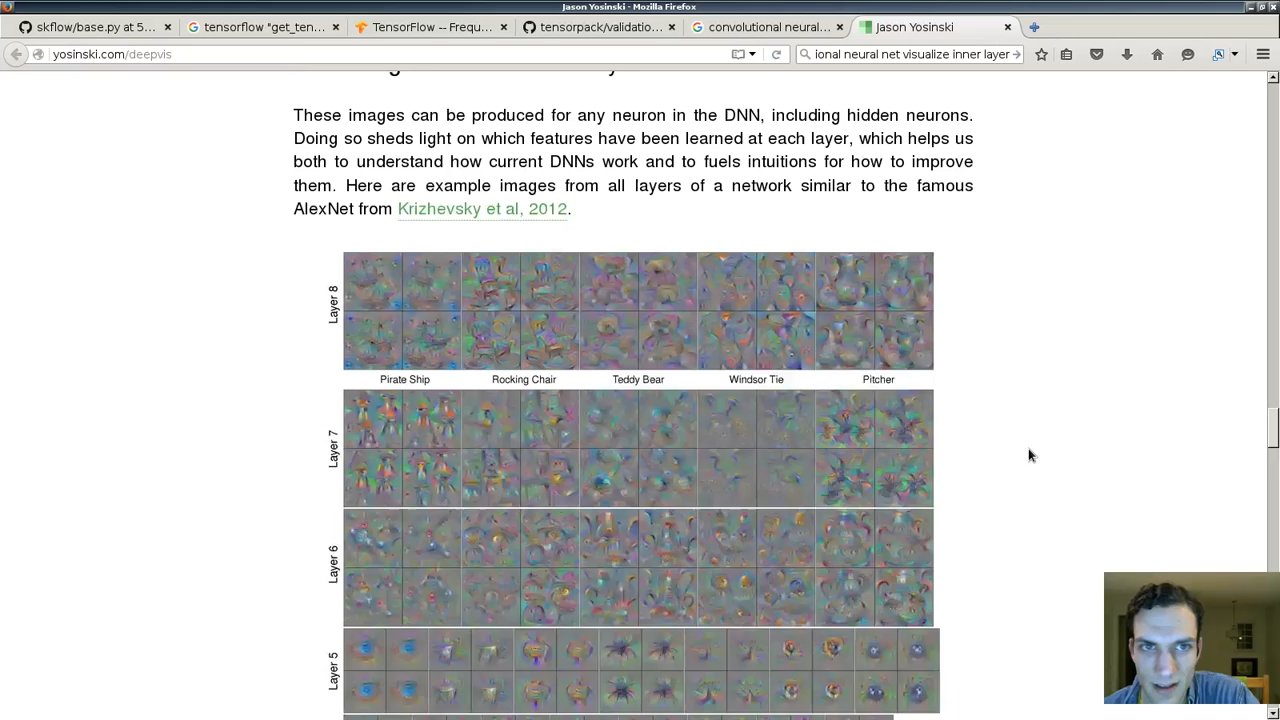 Jason Yosinski - Mozilla Firefox
skflow/base.py at 5...
tensorflow "get_ten...
TensorFlow -- Frequ...
tensorpack/validatio...
convolutional neural...
Jason Yosinski
yosinski.com/deepvis
ional neural net visualize inner layer
These images can be produced for any neuron in the DNN, including hidden neurons.
Doing so sheds light on which features have been learned at each layer, which helps us
both to understand how current DNNs work and to fuels intuitions for how to improve
them. Here are example images from all layers of a network similar to the famous
AlexNet from Krizhevsky et al, 2012.
Layer 8
Pirate Ship Rocking Chair Teddy Bear Windsor Tie Pitcher
Layer 7
Layer 6
Layer 5